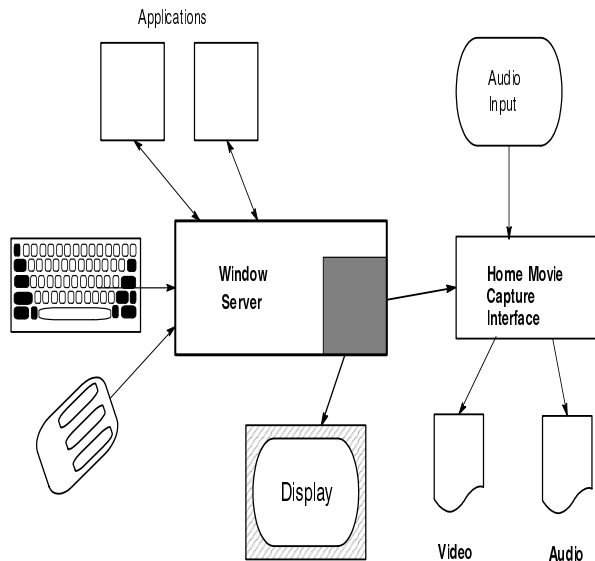 Applications
Audio
Input
Window
Server
Home Movie
Capture
Interface
Display
Video
Audio